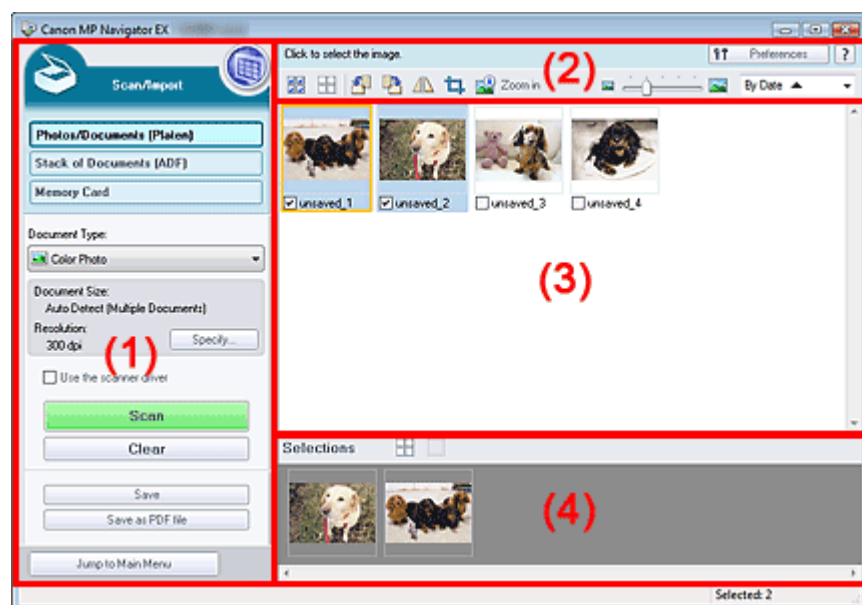 Canon MP Navigator EX
Scan/Import
Photos/Documents (Platen)
Stack of Documents (ADF)
Memory Card
Document Type:
Color Photo
Document Size:
Auto Detect (Multiple Documents)
Resolution:
300 dpi
Specify...
(1)
Use the scanner driver
Scan
Clear
Save
Save as PDF file
Jump to Main Menu
Click to select the image.
Preferences
?
Zoom in
(2)
By Date
unsaved_1
unsaved_2
unsaved_3
unsaved_4
(3)
Selections
(4)
Selected: 2